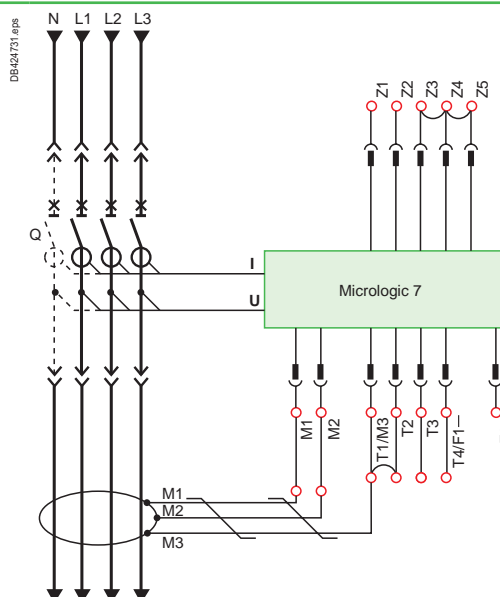 DB424731.eps
N L1 L2 L3
Z1 Z2 Z3 Z4 Z5
Q
I
U
Micrologic 7
M1 M2 T1/M3 T2 T3 T4/F1–
M1
M2
M3